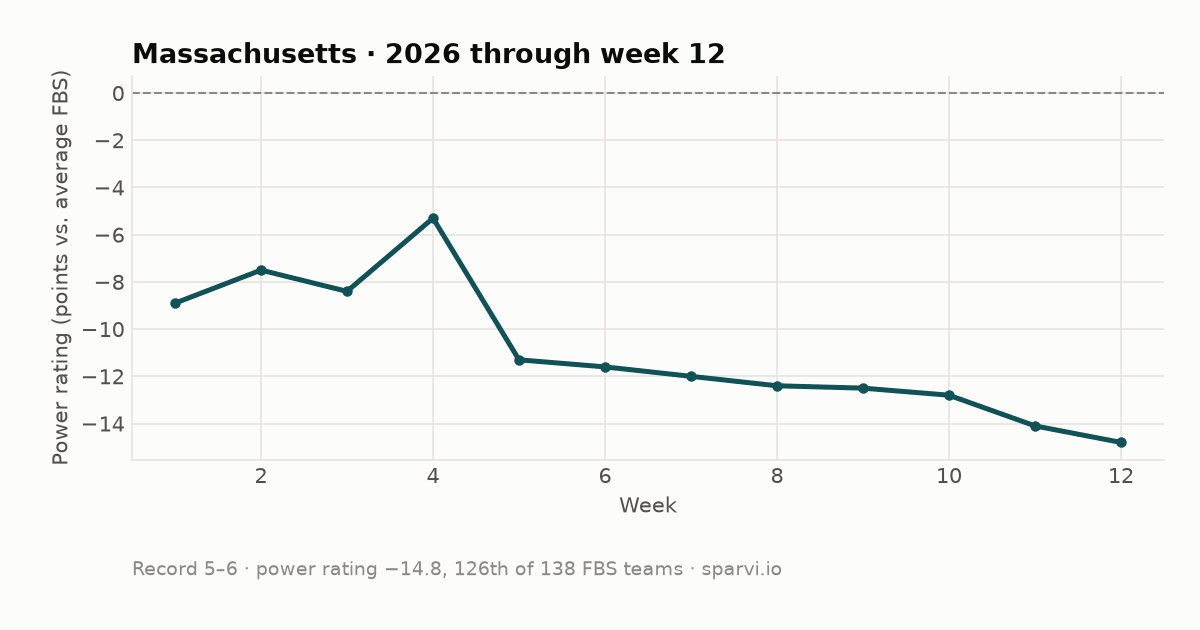 Massachusetts · 2026 through week 12
Power rating (points vs. average FBS)
0
−2
−4
−6
−8
−10
−12
−14
2 4 6 8 10 12
Week
Record 5–6 · power rating −14.8, 126th of 138 FBS teams · sparvi.io